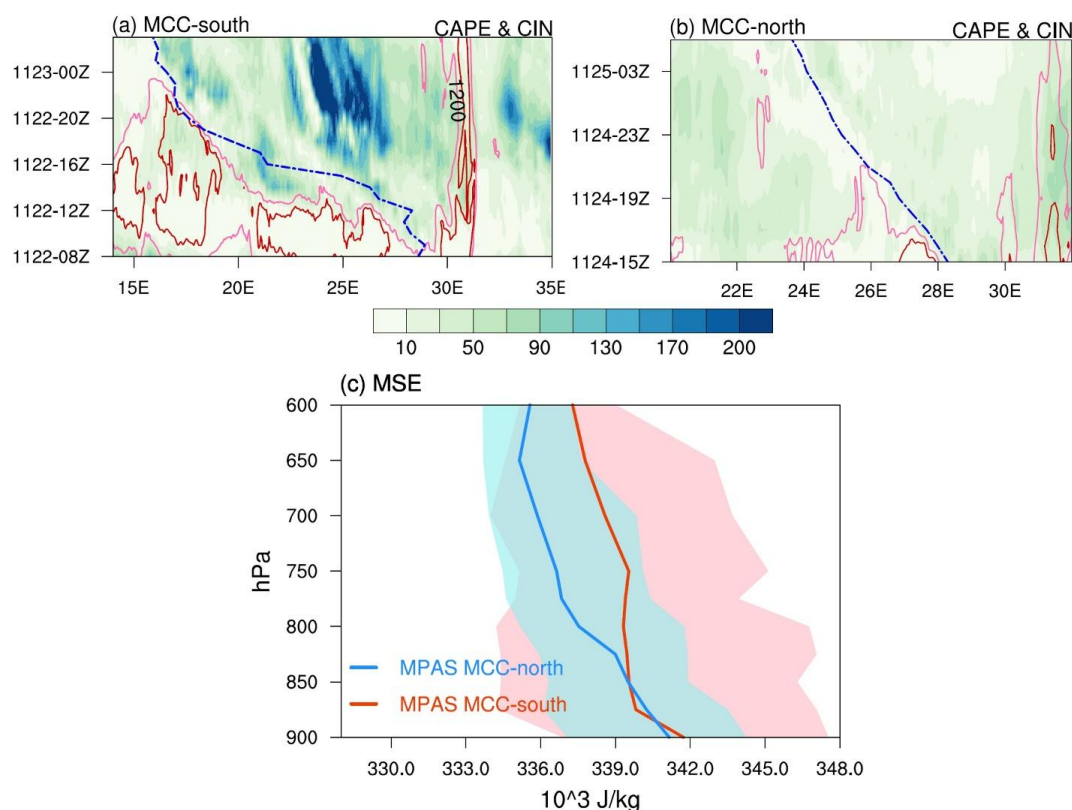 (a) MCC-south CAPE & CIN
1123-00Z
1122-20Z
1122-16Z
1122-12Z
1122-08Z
1200
15E 20E 25E 30E 35E
(b) MCC-north CAPE & CIN
1125-03Z
1124-23Z
1124-19Z
1124-15Z
22E 24E 26E 28E 30E
10 50 90 130 170 200
(c) MSE
600
650
700
750
800
850
900
hPa
MPAS MCC-north
MPAS MCC-south
330.0 333.0 336.0 339.0 342.0 345.0 348.0
10^3 J/kg